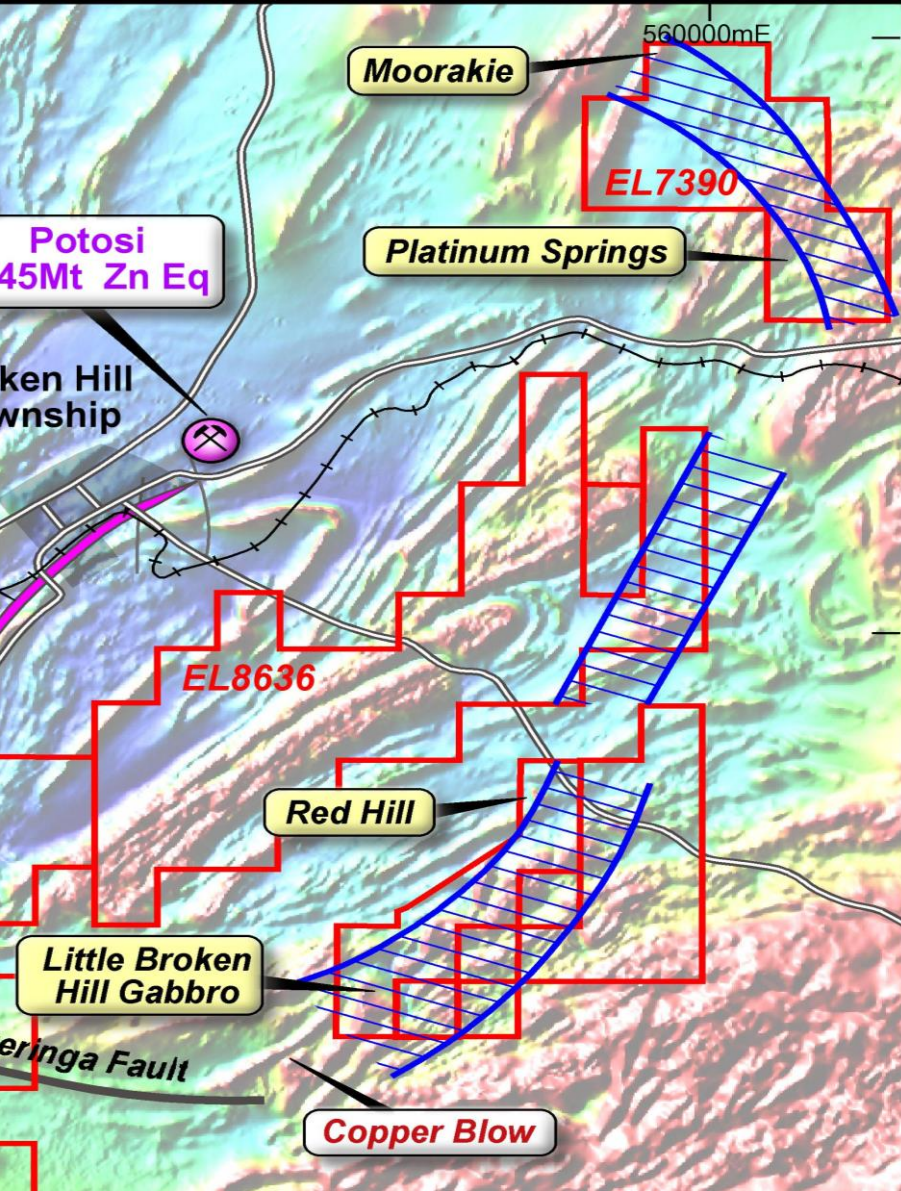 560000mE
Moorakie
EL7390
Potosi
45Mt Zn Eq
Platinum Springs
ken Hill
wnship
EL8636
Red Hill
Little Broken
Hill Gabbro
eringa Fault
Copper Blow